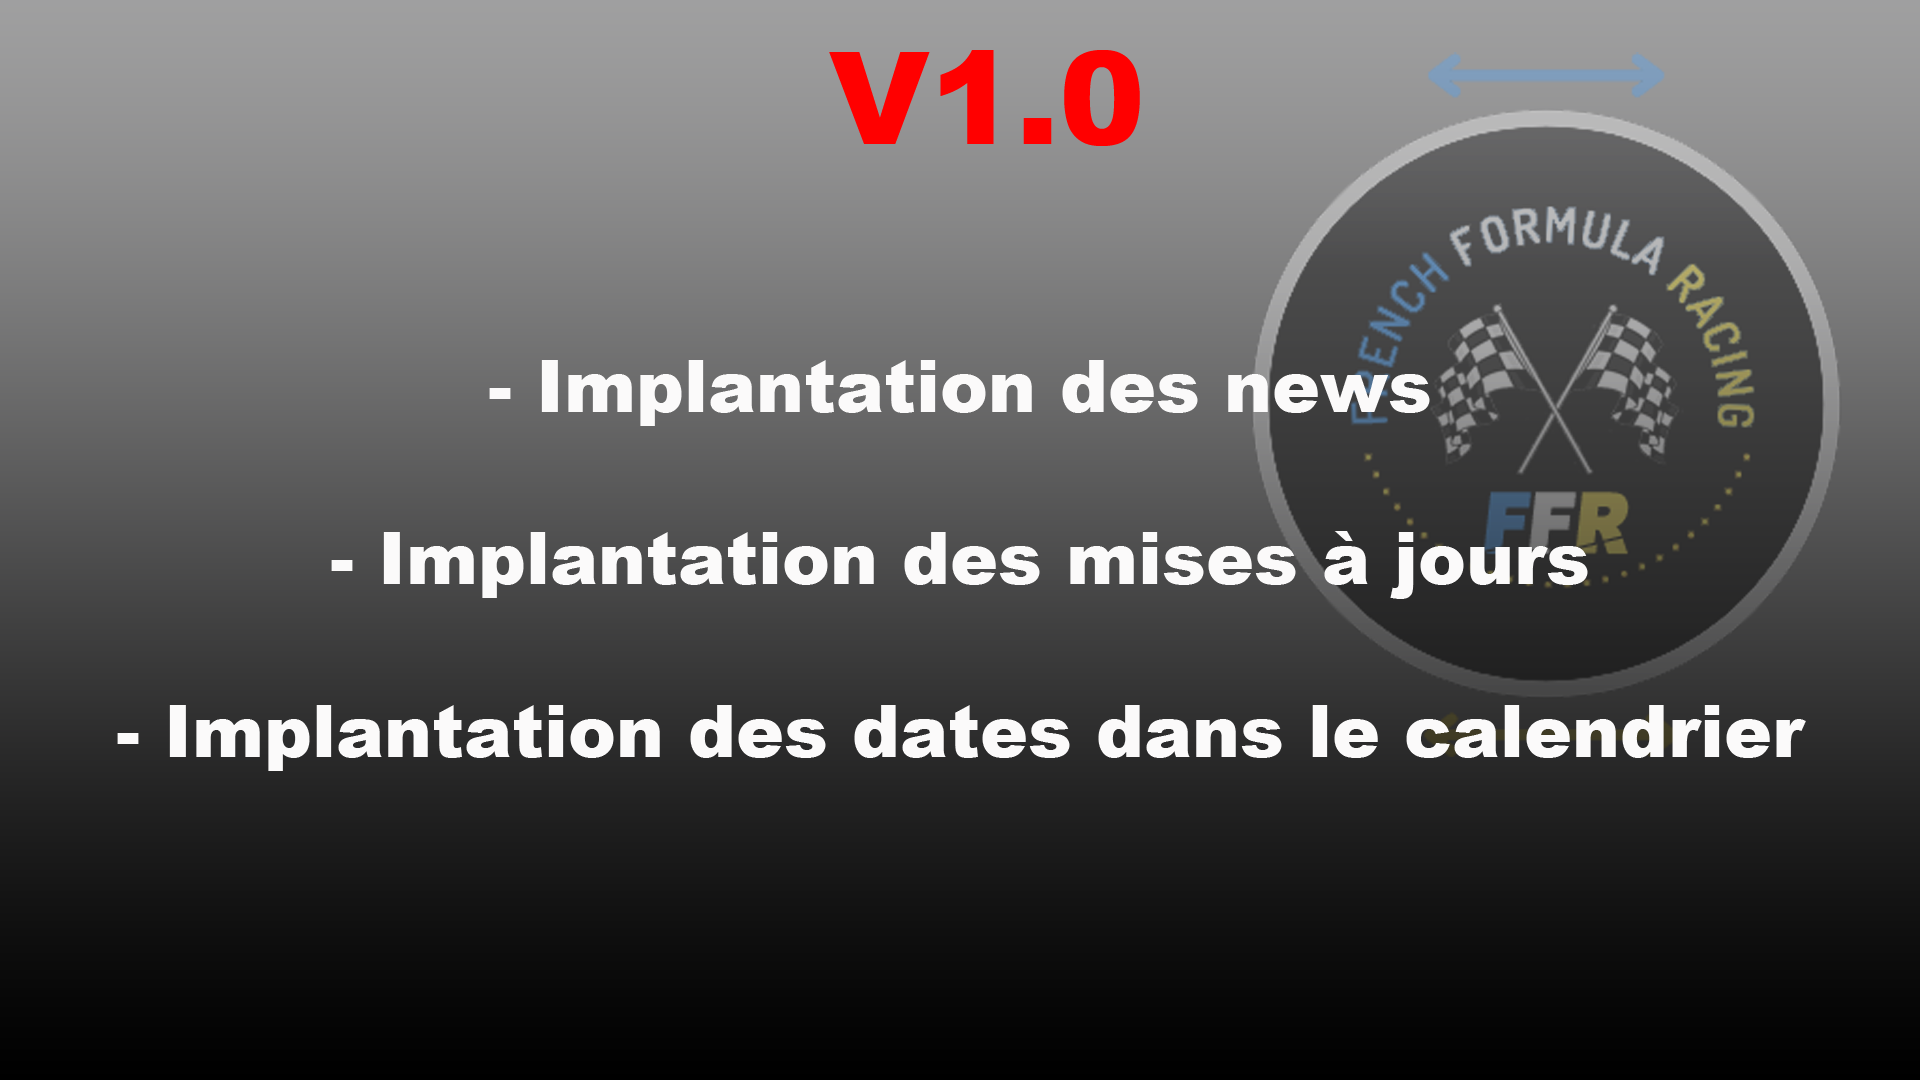 V1.0
FRENCH FORMULA RACING
- Implantation des news
FFR
- Implantation des mises à jours
- Implantation des dates dans le calendrier